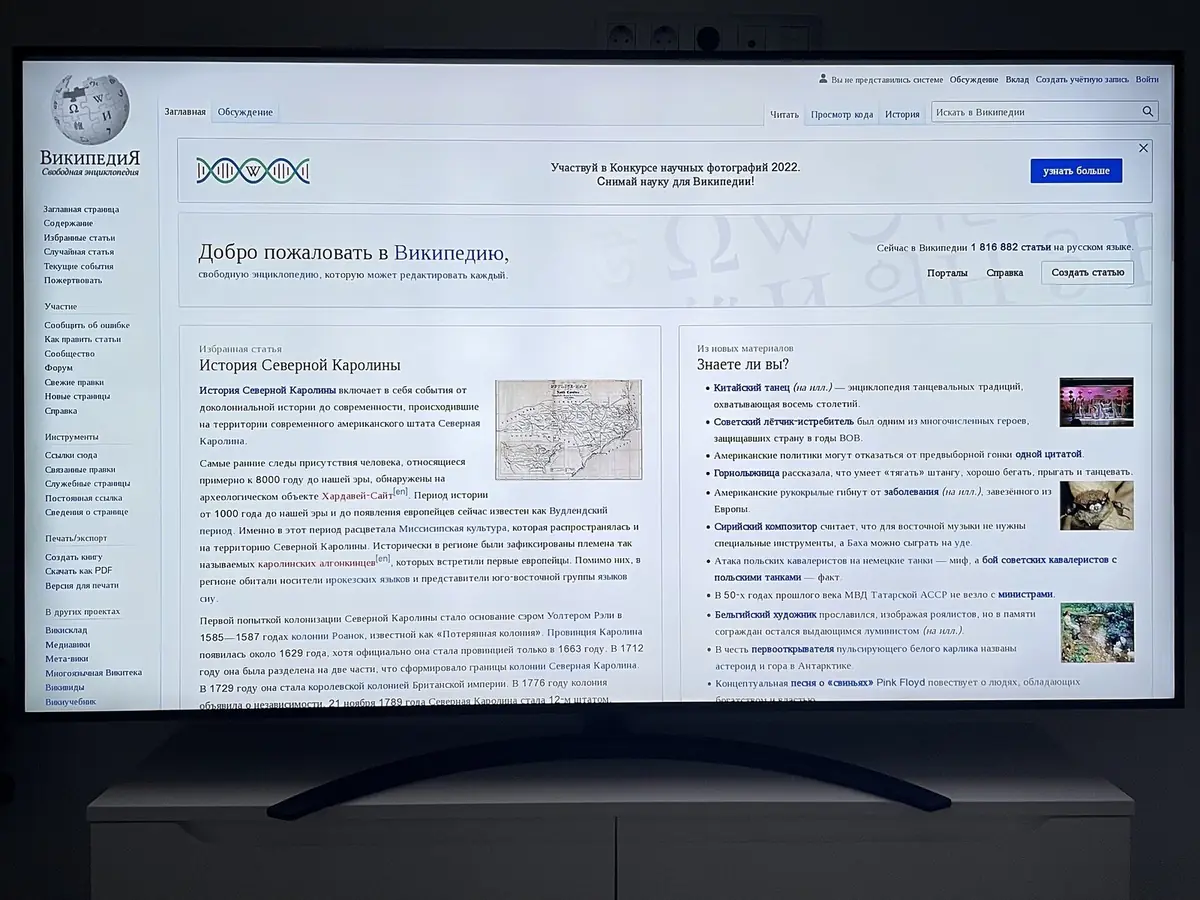 ВикипедиЯ
Свободная энциклопедия
Вы не представились системе Обсуждение Вклад Создать учётную запись Войти
Заглавная Обсуждение
Читать Просмотр кода История Искать в Википедии
W
Участвуй в Конкурсе научных фотографий 2022.
Снимай науку для Википедии!
узнать больше
Заглавная страница
Содержание
Избранные статьи
Случайная статья
Текущие события
Пожертвовать
Участие
Сообщить об ошибке
Как править статьи
Сообщество
Форум
Свежие правки
Новые страницы
Справка
Инструменты
Ссылки сюда
Связанные правки
Служебные страницы
Постоянная ссылка
Сведения о странице
Печать/экспорт
Создать книгу
Скачать как PDF
Версия для печати
В других проектах
Викисклад
Медиавики
Мета-вики
Многоязычная Викитека
Викивиды
Викиучебник
Добро пожаловать в Википедию,
свободную энциклопедию, которую может редактировать каждый.
Сейчас в Википедии 1 816 882 статьи на русском языке.
Порталы Справка Создать статью
Избранная статья
История Северной Каролины
История Северной Каролины включает в себя события от
доколониальной истории до современности, происходившие
на территории современного американского штата Северная
Каролина.
Самые ранние следы присутствия человека, относящиеся
примерно к 8000 году до нашей эры, обнаружены на
археологическом объекте Хардавей-Сайт[en]. Период истории
от 1000 года до нашей эры и до появления европейцев сейчас известен как Вудлендский
период. Именно в этот период расцветала Миссисипская культура, которая распространялась и
на территорию Северной Каролины. Исторически в регионе были зафиксированы племена так
называемых каролинских алгонкинцев[en], которых встретили первые европейцы. Помимо них, в
регионе обитали носители ирокезских языков и представители юго-восточной группы языков
сиу.
Первой попыткой колонизации Северной Каролины стало основание сэром Уолтером Рэли в
1585—1587 годах колонии Роанок, известной как «Потерянная колония». Провинция Каролина
появилась около 1629 года, хотя официально она стала провинцией только в 1663 году. В 1712
году она была разделена на две части, что сформировало границы колонии Северная Каролина.
В 1729 году она стала королевской колонией Британской империи. В 1776 году колония
объявила о независимости. 21 ноября 1789 года Северная Каролина стала 12-м штатом,
Из новых материалов
Знаете ли вы?
• Китайский танец (на илл.) — энциклопедия танцевальных традиций,
охватывающая восемь столетий.
• Советский лётчик-истребитель был одним из многочисленных героев,
защищавших страну в годы ВОВ.
• Американские политики могут отказаться от предвыборной гонки одной цитатой.
• Горнолыжница рассказала, что умеет «тягать» штангу, хорошо бегать, прыгать и танцевать.
• Американские рукокрылые гибнут от заболевания (на илл.), завезённого из
Европы.
• Сирийский композитор считает, что для восточной музыки не нужны
специальные инструменты, а Баха можно сыграть на уде.
• Атака польских кавалеристов на немецкие танки — миф, а бой советских кавалеристов с
польскими танками — факт.
• В 50-х годах прошлого века МВД Татарской АССР не везло с министрами.
• Бельгийский художник прославился, изображая роялистов, но в памяти
сограждан остался выдающимся луминистом (на илл.).
• В честь первооткрывателя пульсирующего белого карлика названы
астероид и гора в Антарктике.
• Концептуальная песня о «свиньях» Pink Floyd повествует о людях, обладающих
богатством и властью.